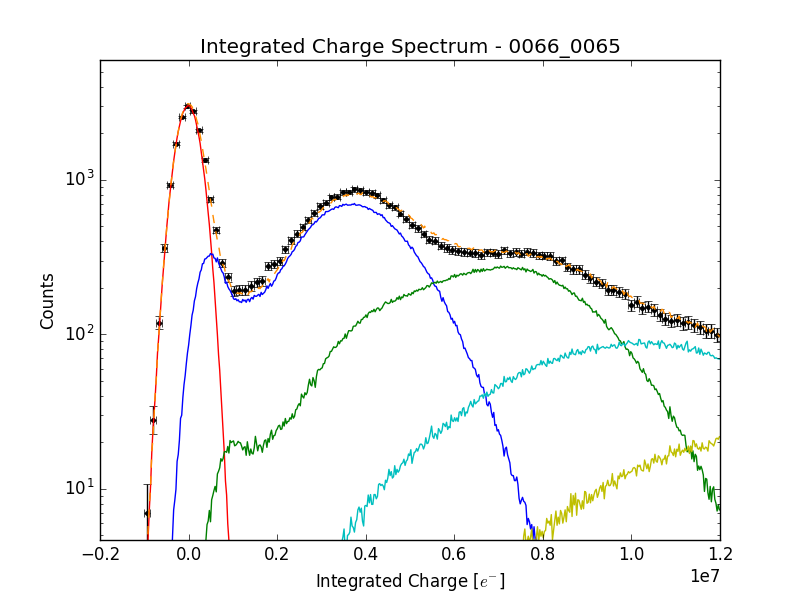 Integrated Charge Spectrum - 0066_0065
Counts
10³
10²
10¹
−0.2 0.0 0.2 0.4 0.6 0.8 1.0 1.2
1e7
Integrated Charge [e⁻]